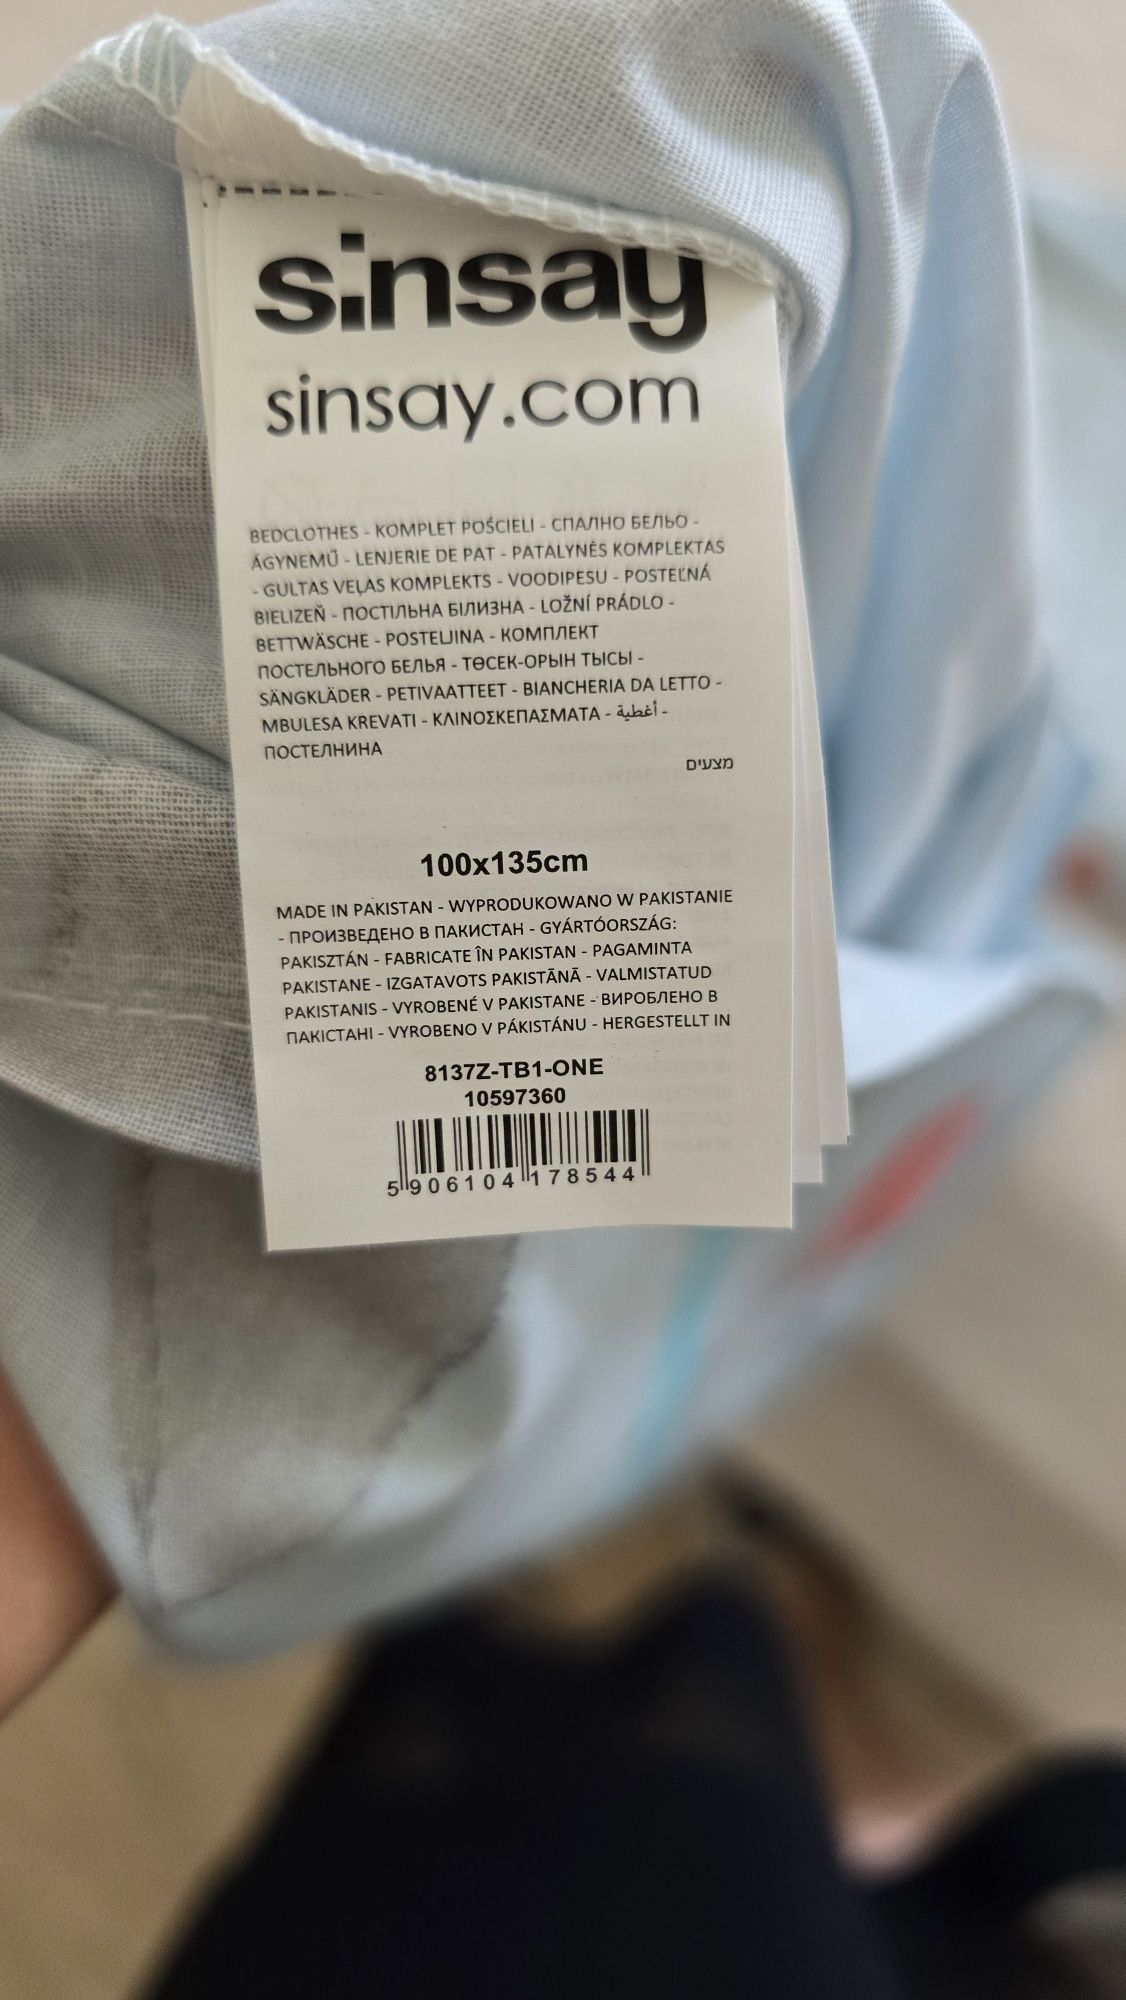 sinsay
sinsay.com
BEDCLOTHES - KOMPLET POŚCIELI - СПАЛНО БЕЛЬО -
ÁGYNEMŰ - LENJERIE DE PAT - PATALYNĖS KOMPLEKTAS
- GULTAS VEĻAS KOMPLEKTS - VOODIPESU - POSTEĽNÁ
BIELIZEŇ - ПОСТІЛЬНА БІЛИЗНА - LOŽNÍ PRÁDLO -
BETTWÄSCHE - POSTELJINA - КОМПЛЕКТ
ПОСТЕЛЬНОГО БЕЛЬЯ - ТӨСЕК-ОРЫН ТЫСЫ -
SÄNGKLÄDER - PETIVAATTEET - BIANCHERIA DA LETTO -
MBULESA KREVATI - ΚΛΙΝΟΣΚΕΠΑΣΜΑΤΑ - أغطية -
ПОСТЕЛНИНА
מצעים
100x135cm
MADE IN PAKISTAN - WYPRODUKOWANO W PAKISTANIE
- ПРОИЗВЕДЕНО В ПАКИСТАН - GYÁRTÓORSZÁG:
PAKISZTÁN - FABRICATE ÎN PAKISTAN - PAGAMINTA
PAKISTANE - IZGATAVOTS PAKISTĀNĀ - VALMISTATUD
PAKISTANIS - VYROBENÉ V PAKISTANE - ВИРОБЛЕНО В
ПАКІСТАНІ - VYROBENO V PÁKISTÁNU - HERGESTELLT IN
8137Z-TB1-ONE
10597360
5 906104 178544